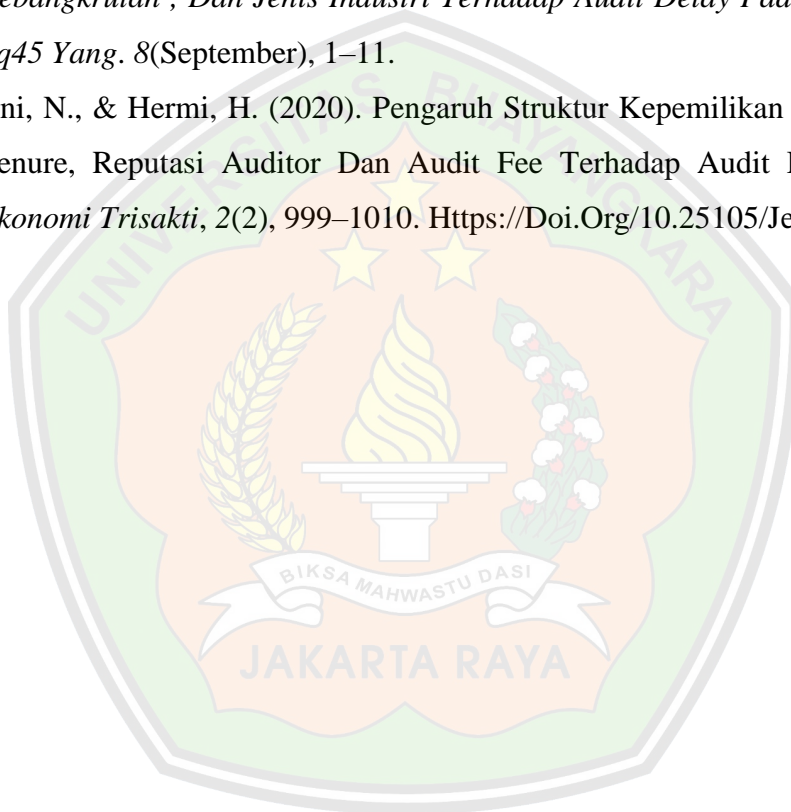 ebangkrutan , Dan Jenis Industri Terhadap Audit Delay Pada
q45 Yang. 8(September), 1–11.
ni, N., & Hermi, H. (2020). Pengaruh Struktur Kepemilikan
enure, Reputasi Auditor Dan Audit Fee Terhadap Audit
konomi Trisakti, 2(2), 999–1010. Https://Doi.Org/10.25105/Je
UNIVERSITAS BHAYANGKARA
BIKSA MAHWASTU DASI
JAKARTA RAYA